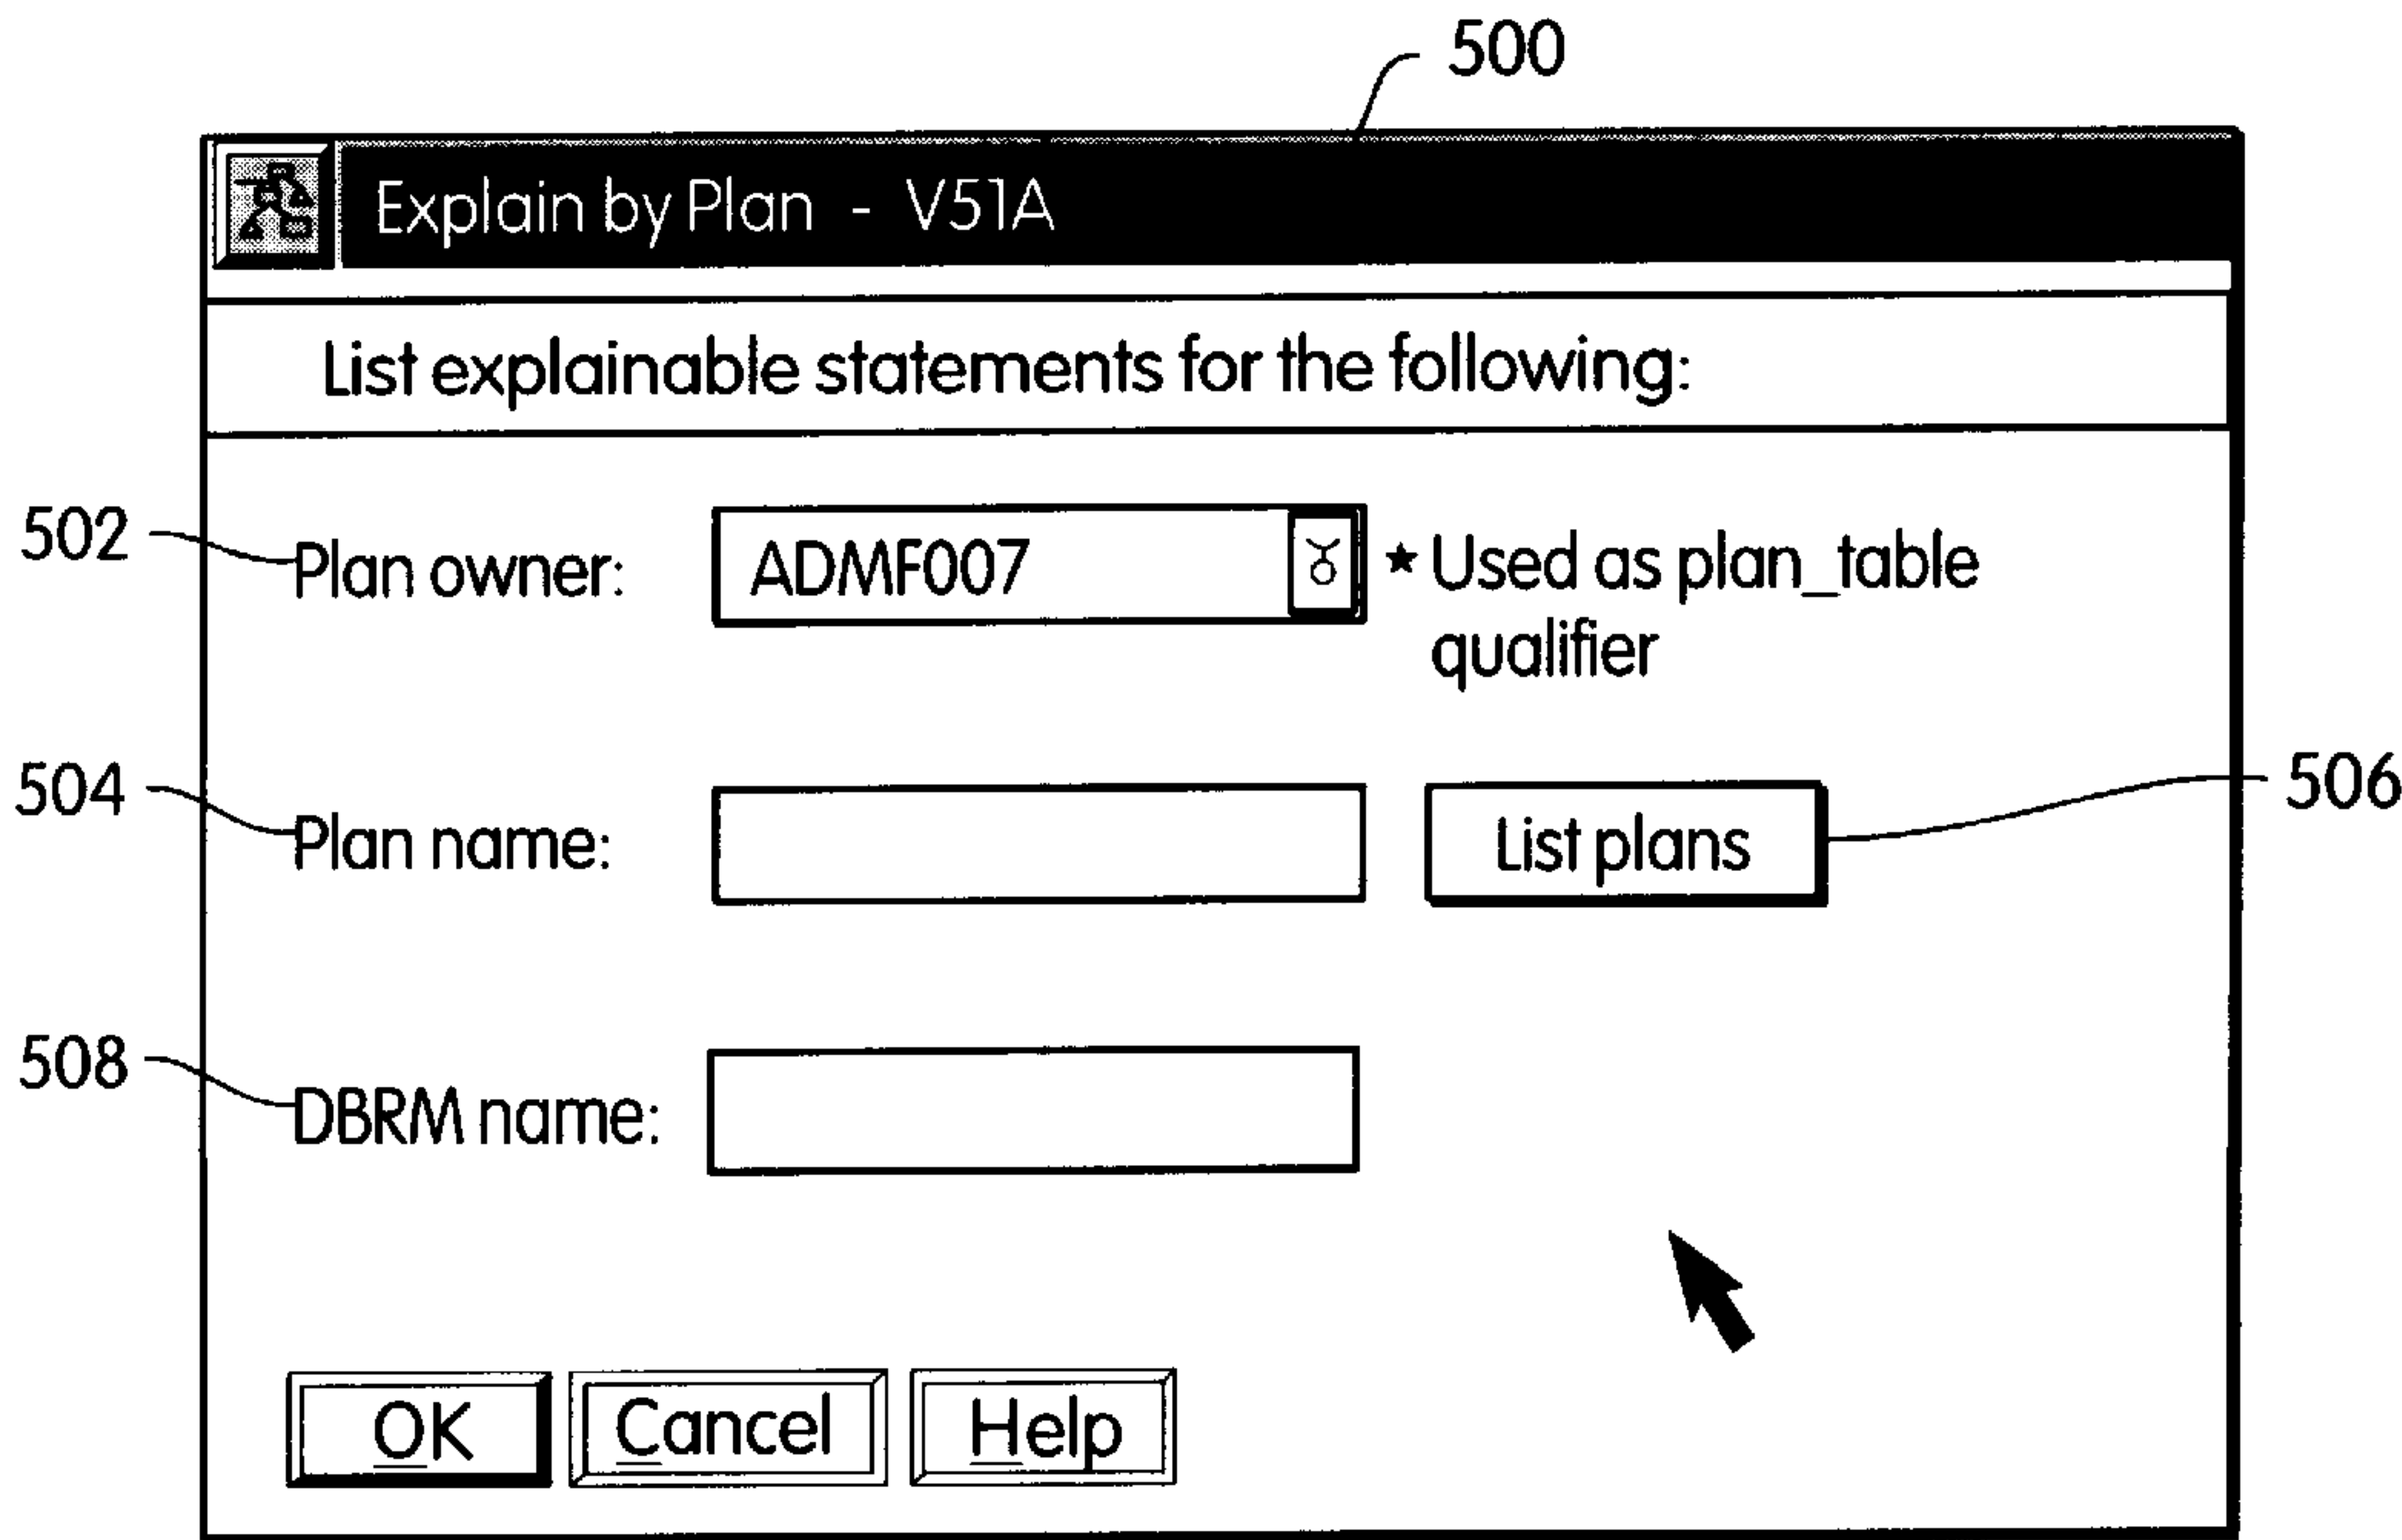 500
Explain by Plan - V51A
List explainable statements for the following:
502
Plan owner:
ADMF007
★ Used as plan_table
qualifier
504
Plan name:
List plans
506
508
DBRM name:
OK
Cancel
Help